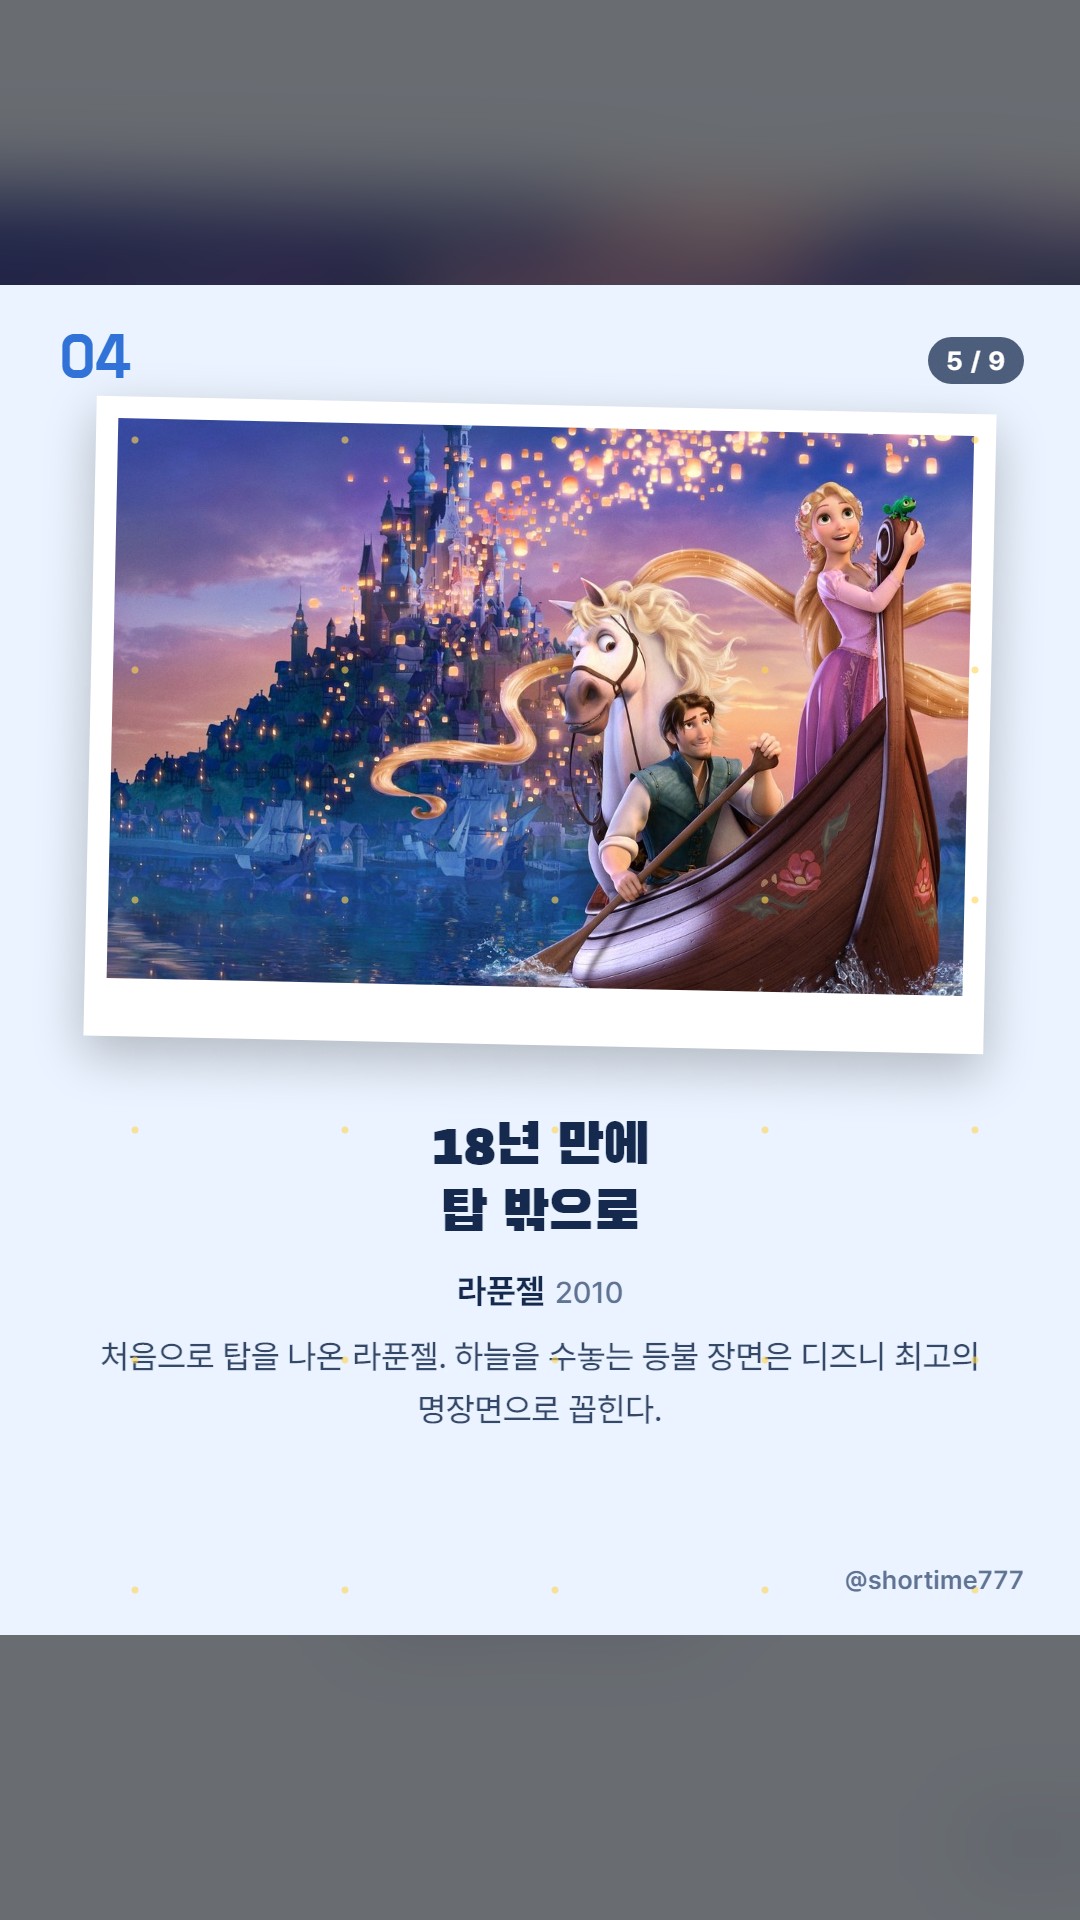 04
5 / 9
18년 만에
탑 밖으로
라푼젤 2010
처음으로 탑을 나온 라푼젤. 하늘을 수놓는 등불 장면은 디즈니 최고의
명장면으로 꼽힌다.
@shortime777